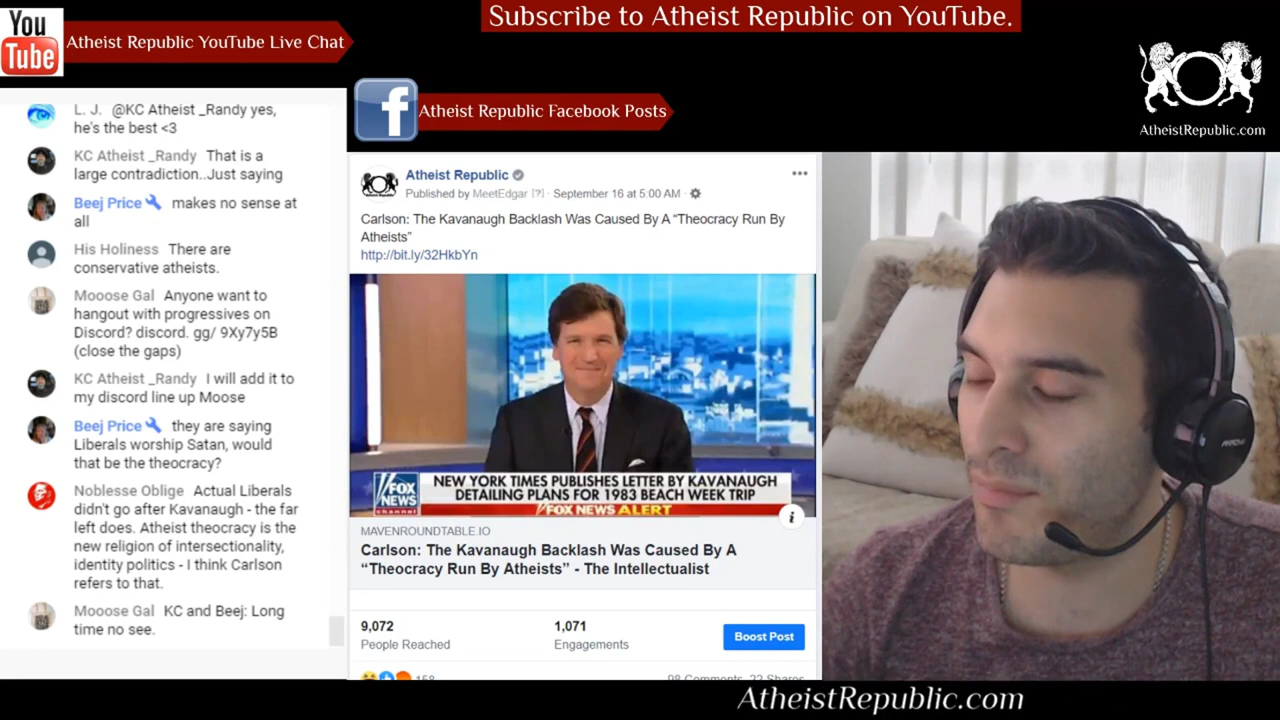 You
Tube
Atheist Republic YouTube Live Chat
Subscribe to Atheist Republic on YouTube.
AtheistRepublic.com
f
Atheist Republic Facebook Posts
L. J. @KC Atheist _Randy yes,
he's the best <3
KC Atheist _Randy That is a
large contradiction..Just saying
Beej Price makes no sense at
all
His Holiness There are
conservative atheists.
Mooose Gal Anyone want to
hangout with progressives on
Discord? discord. gg/ 9Xy7y5B
(close the gaps)
KC Atheist _Randy I will add it to
my discord line up Moose
Beej Price they are saying
Liberals worship Satan, would
that be the theocracy?
Noblesse Oblige Actual Liberals
didn't go after Kavanaugh - the far
left does. Atheist theocracy is the
new religion of intersectionality,
identity politics - I think Carlson
refers to that.
Mooose Gal KC and Beej: Long
time no see.
Atheist Republic
Published by MeetEdgar [?] · September 16 at 5:00 AM ·
Carlson: The Kavanaugh Backlash Was Caused By A “Theocracy Run By
Atheists”
http://bit.ly/32HkbYn
FOX
NEWS
channel
NEW YORK TIMES PUBLISHES LETTER BY KAVANAUGH
DETAILING PLANS FOR 1983 BEACH WEEK TRIP
FOX NEWS ALERT
i
MAVENROUNDTABLE.IO
Carlson: The Kavanaugh Backlash Was Caused By A
“Theocracy Run By Atheists” - The Intellectualist
9,072
People Reached
1,071
Engagements
Boost Post
158
98 Comments 22 Shares
AtheistRepublic.com